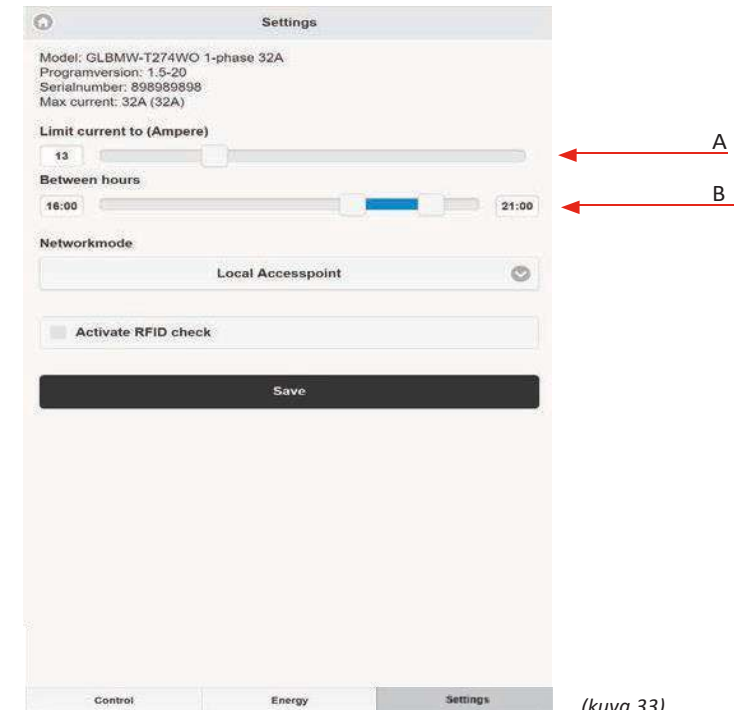 Settings
Model: GLBMW-T274WO 1-phase 32A
Programversion: 1.5-20
Serialnumber: 898989898
Max current: 32A (32A)
Limit current to (Ampere)
13
A
Between hours
B
16:00 21:00
Networkmode
Local Accesspoint
Activate RFID check
Save
Control Energy Settings
(kuva 33)